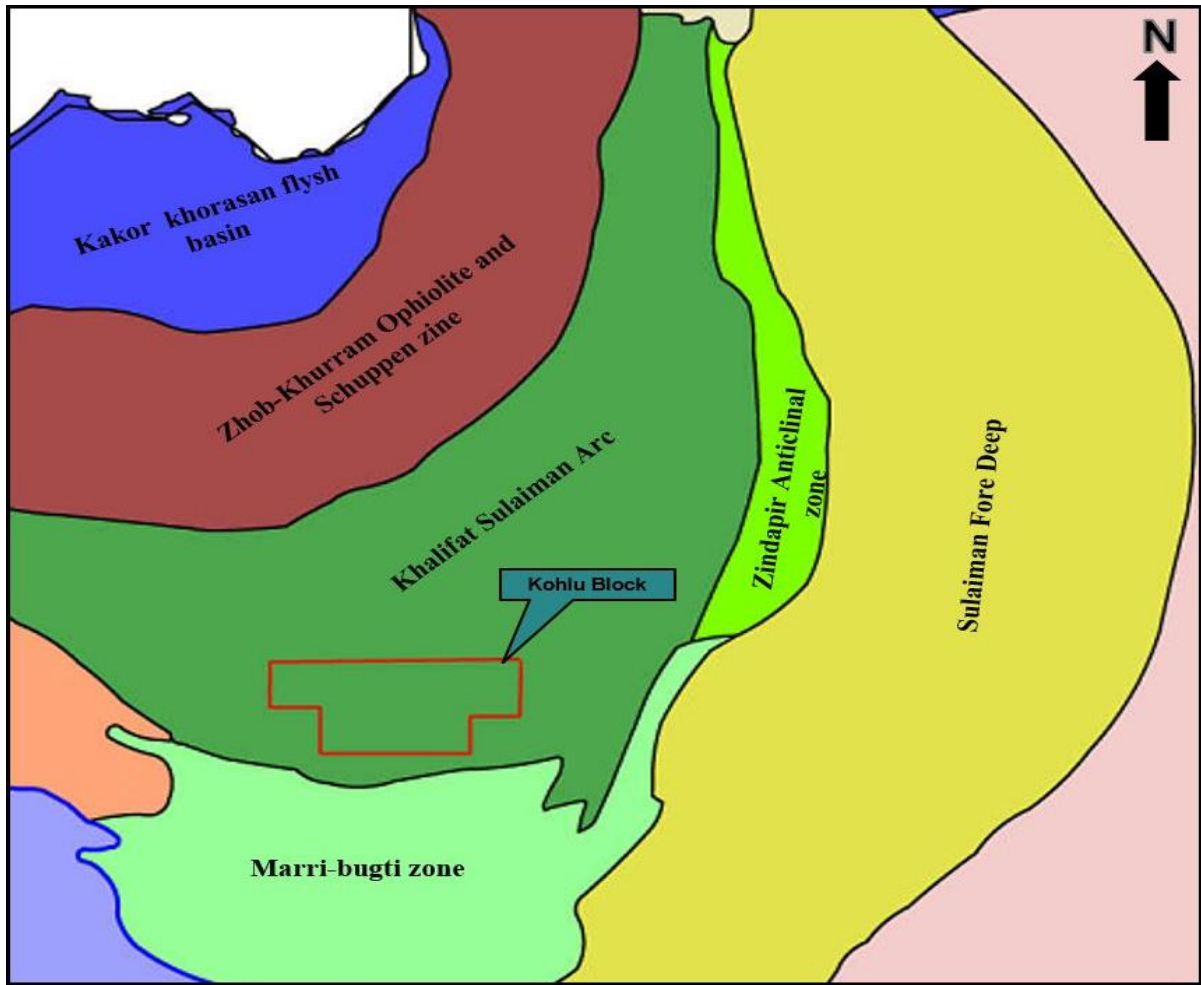 N
Kakor khorasan flysh
basin
Zhob-Khurram Ophiolite and
Schuppen zine
Khalifat Sulaiman Arc
Zindapir Anticlinal
zone
Sulaiman Fore Deep
Kohlu Block
Marri-bugti zone